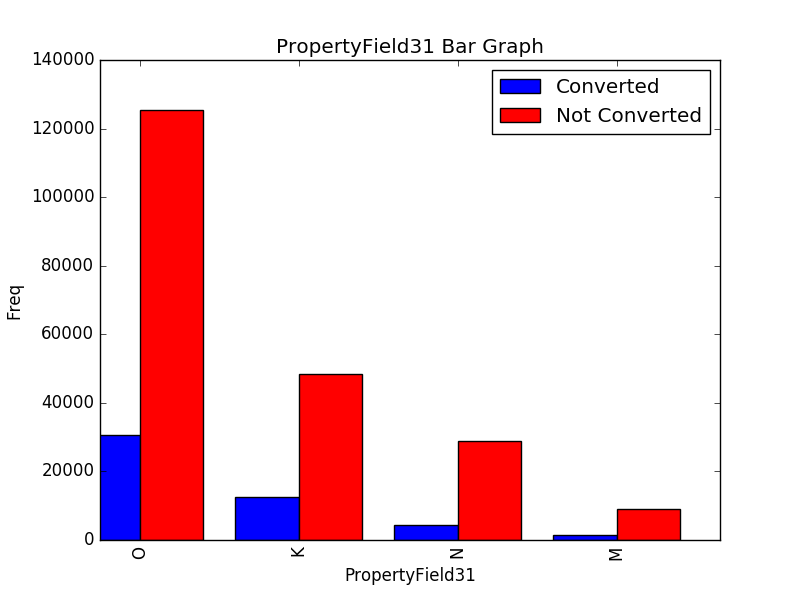 PropertyField31 Bar Graph
Converted
Not Converted
140000
120000
100000
80000
60000
40000
20000
0
Freq
O
K
N
M
PropertyField31